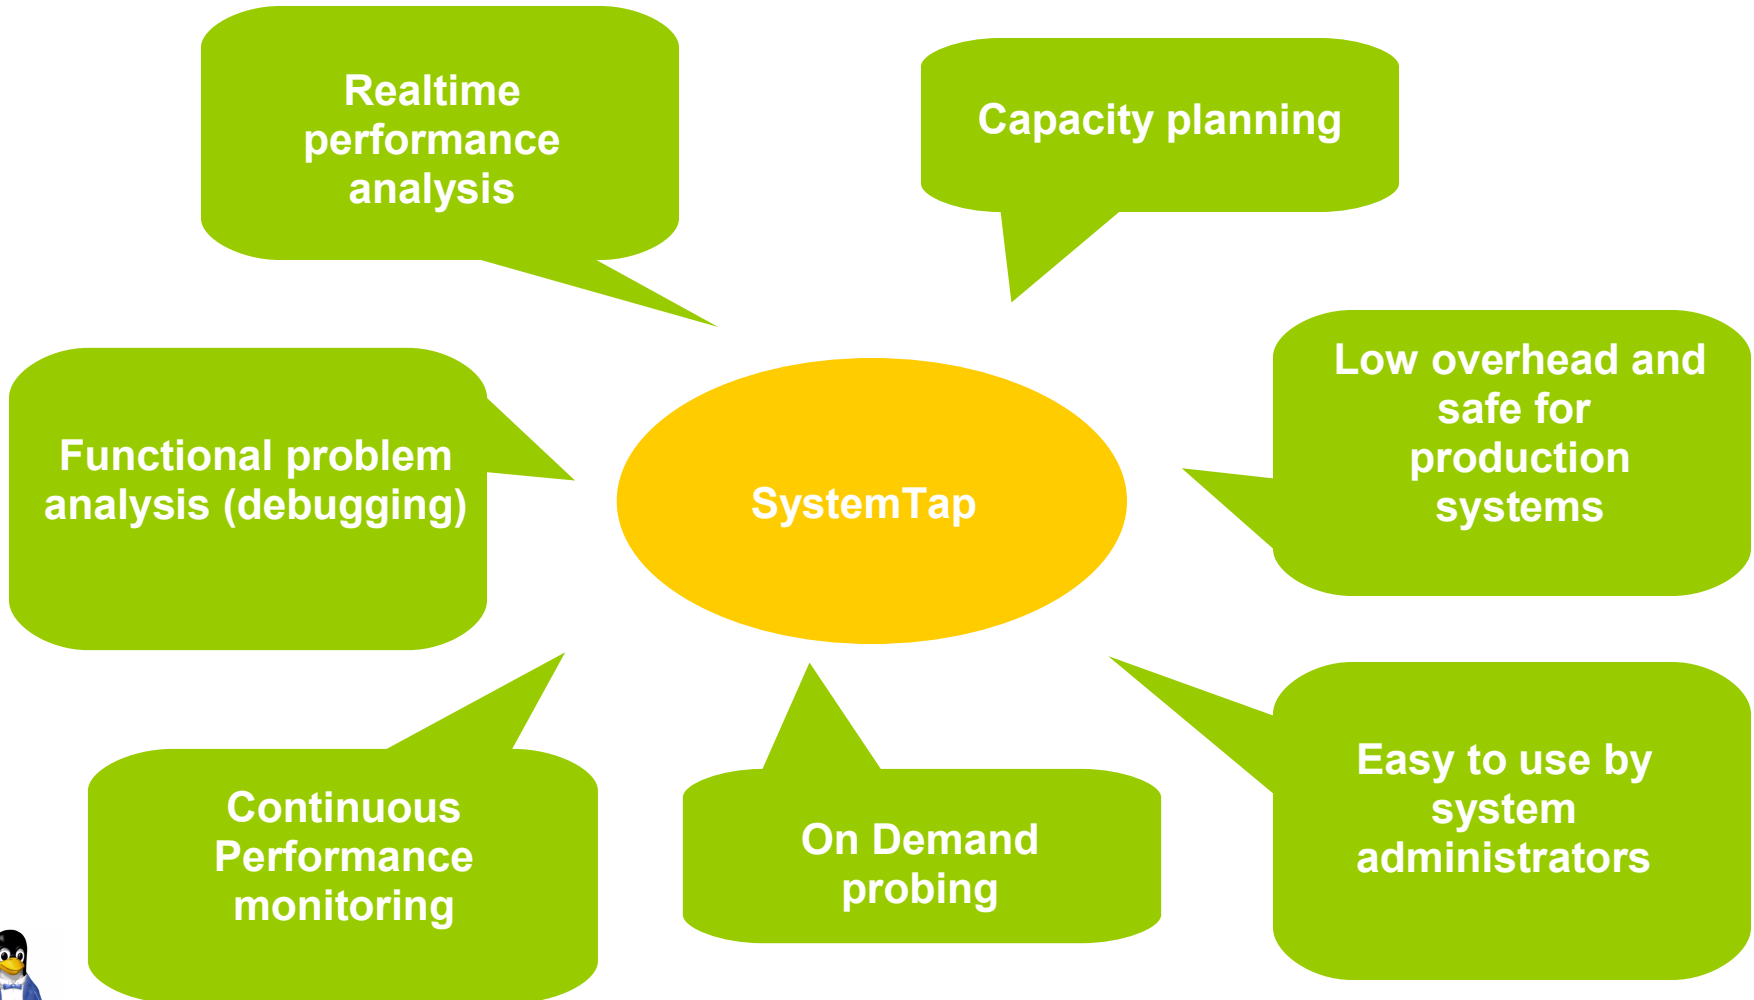 Realtime
performance
analysis
Capacity planning
Low overhead and
safe for
production
systems
Functional problem
analysis (debugging)
SystemTap
Easy to use by
system
administrators
Continuous
Performance
monitoring
On Demand
probing